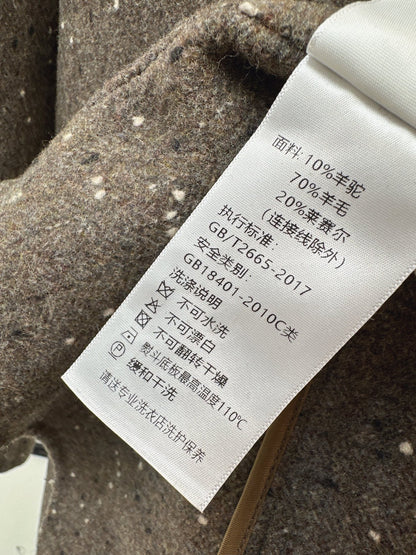 面料：10%羊驼
70%羊毛
20%莱赛尔
（连接线除外）
执行标准：
GB/T2665-2017
安全类别：
GB18401-2010C类
洗涤说明
不可水洗
不可漂白
不可翻转干燥
熨斗底板最高温度110℃
P 缓和干洗
请送专业洗衣店洗护保养